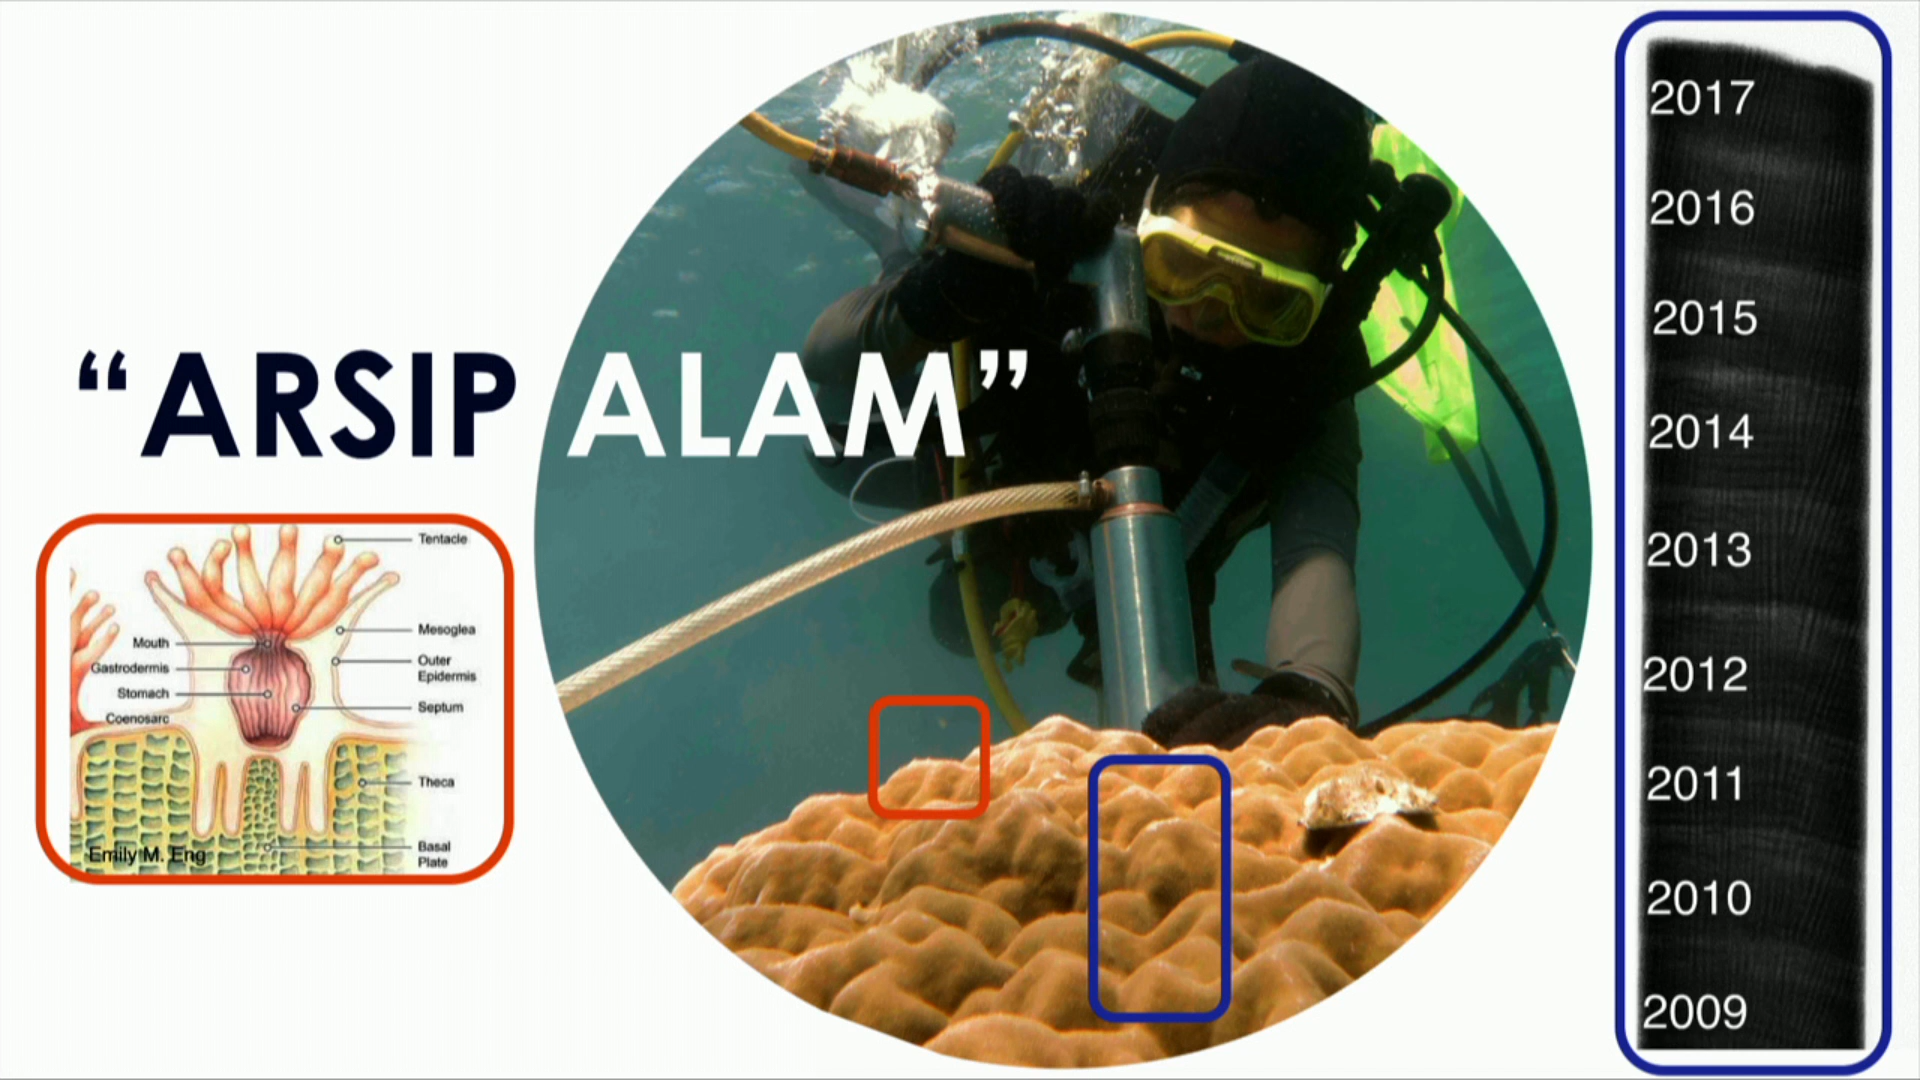 “ARSIP ALAM”
Tentacle
Mesoglea
Outer
Epidermis
Septum
Theca
Basal
Plate
Mouth
Gastrodermis
Stomach
Coenosarc
Emily M. Eng
2017
2016
2015
2014
2013
2012
2011
2010
2009